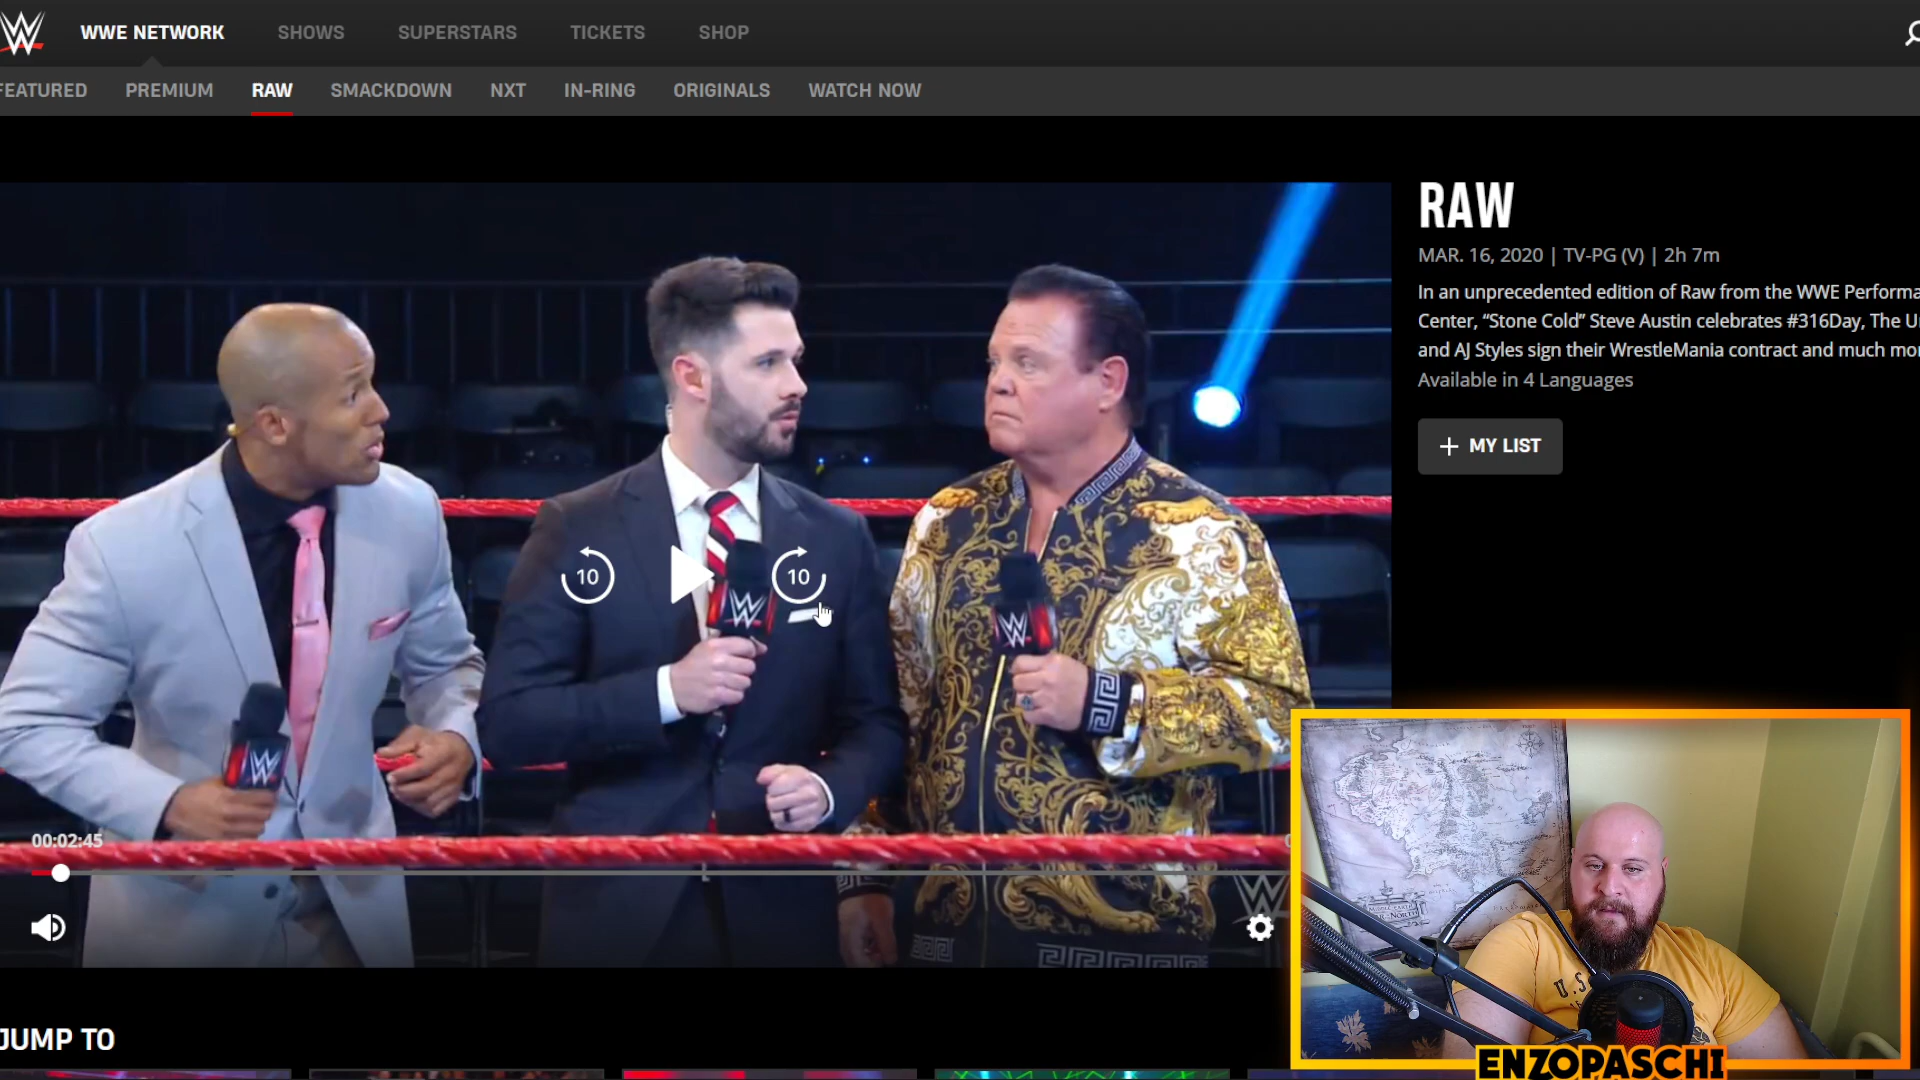 WWE NETWORK SHOWS SUPERSTARS TICKETS SHOP
FEATURED PREMIUM RAW SMACKDOWN NXT IN-RING ORIGINALS WATCH NOW
RAW
MAR. 16, 2020 | TV-PG (V) | 2h 7m
In an unprecedented edition of Raw from the WWE Performa
Center, “Stone Cold” Steve Austin celebrates #316Day, The U
and AJ Styles sign their WrestleMania contract and much mo
Available in 4 Languages
+ MY LIST
10 10
00:02:45
JUMP TO
U.S.
ENZOPASCHI